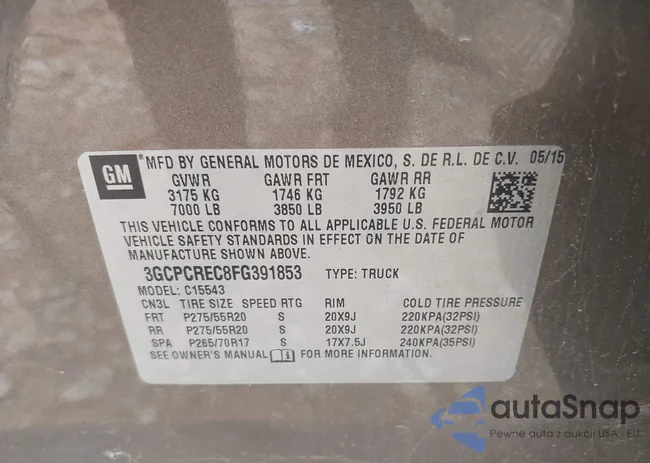 GM
*MFD BY GENERAL MOTORS DE MEXICO, S. DE R.L. DE C.V. 05/15
GVWR GAWR FRT GAWR RR
3175 KG 1746 KG 1792 KG
7000 LB 3850 LB 3950 LB
THIS VEHICLE CONFORMS TO ALL APPLICABLE U.S. FEDERAL MOTOR
VEHICLE SAFETY STANDARDS IN EFFECT ON THE DATE OF
MANUFACTURE SHOWN ABOVE.
3GCPCREC8FG391853 TYPE: TRUCK
MODEL: C15543
CN3L TIRE SIZE SPEED RTG RIM COLD TIRE PRESSURE
FRT P275/55R20 S 20X9J 220KPA(32PSI)
RR P275/55R20 S 20X9J 220KPA(32PSI)
SPA P265/70R17 S 17X7.5J 240KPA(35PSI)
SEE OWNER'S MANUAL FOR MORE INFORMATION.
autaSnap
Pewne auta z aukcji USA i EU